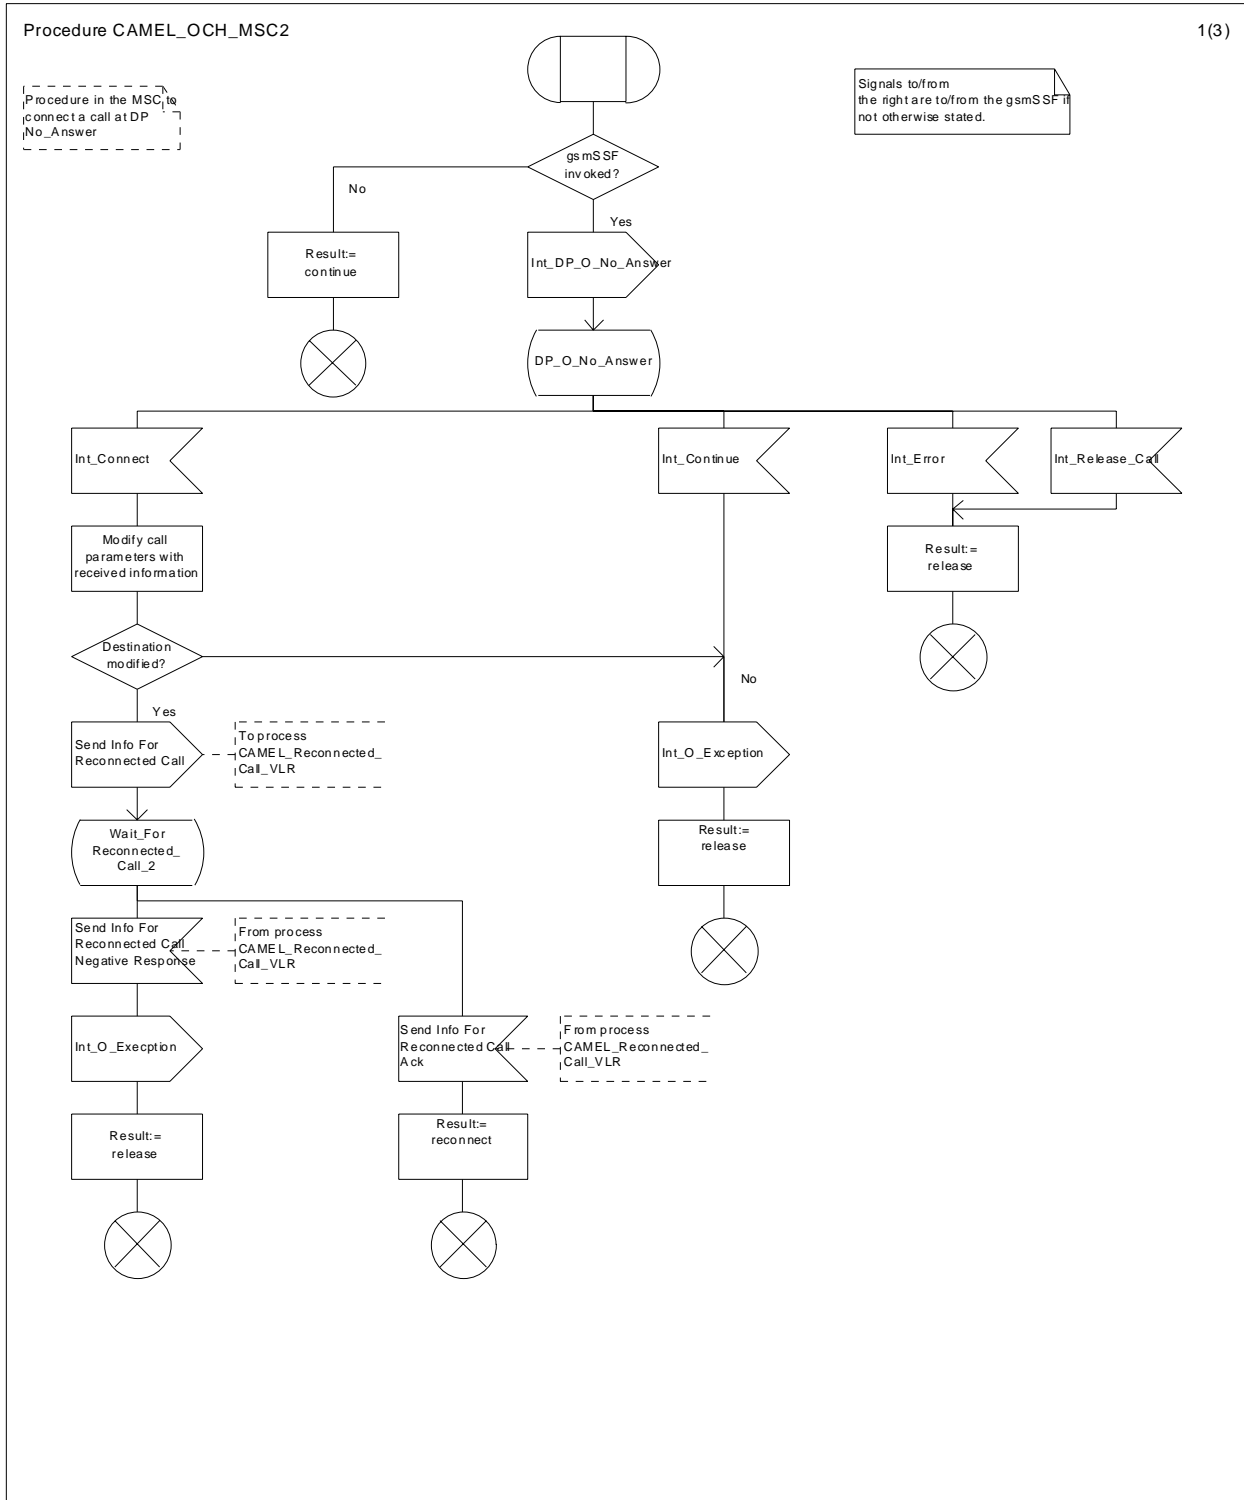 Procedure CAMEL_OCH_MSC2
1(3)
Procedure in the MSC to
connect a call at DP
No_Answer
Signals to/from
the right are to/from the gsmSSF if
not otherwise stated.
gsmSSF
invoked?
No
Yes
Result:=
continue
Int_DP_O_No_Answer
DP_O_No_Answer
Int_Connect
Int_Continue
Int_Error
Int_Release_Call
Modify call
parameters with
received information
Result:=
release
Destination
modified?
No
Yes
Send Info For
Reconnected Call
To process
CAMEL_Reconnected_
Call_VLR
Int_O_Exception
Wait_For
Reconnected_
Call_2
Result:=
release
Send Info For
Reconnected Call
Negative Response
From process
CAMEL_Reconnected_
Call_VLR
Int_O_Execption
Send Info For
Reconnected Call
Ack
From process
CAMEL_Reconnected_
Call_VLR
Result:=
release
Result:=
reconnect